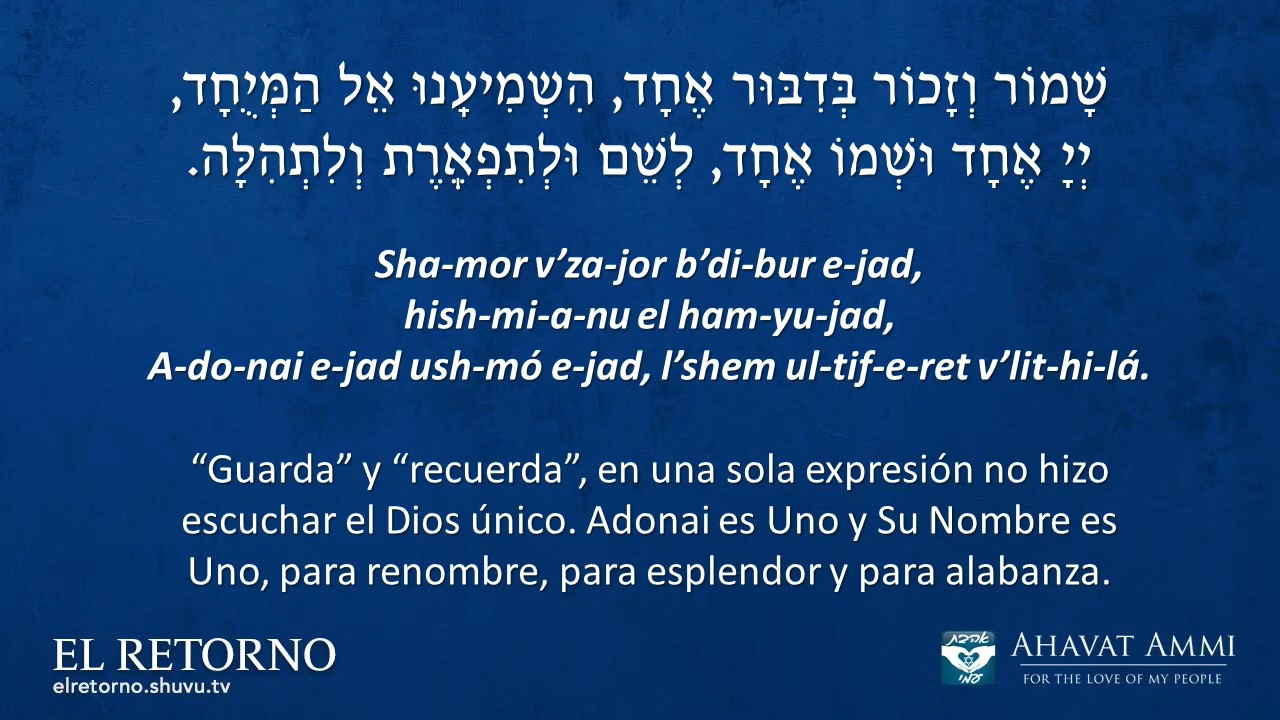 שָׁמוֹר וְזָכוֹר בְּדִבּוּר אֶחָד, הִשְׁמִיעָֽנוּ אֵל הַמְּיֻחָד,
יְיָ אֶחָד וּשְׁמוֹ אֶחָד, לְשֵׁם וּלְתִפְאֶֽרֶת וְלִתְהִלָּה.
Sha-mor v’za-jor b’di-bur e-jad,
hish-mi-a-nu el ham-yu-jad,
A-do-nai e-jad ush-mó e-jad, l’shem ul-tif-e-ret v’lit-hi-lá.
“Guarda” y “recuerda”, en una sola expresión no hizo
escuchar el Dios único. Adonai es Uno y Su Nombre es
Uno, para renombre, para esplendor y para alabanza.
EL RETORNO
elretorno.shuvu.tv
אהבת
עמי
AHAVAT AMMI
FOR THE LOVE OF MY PEOPLE